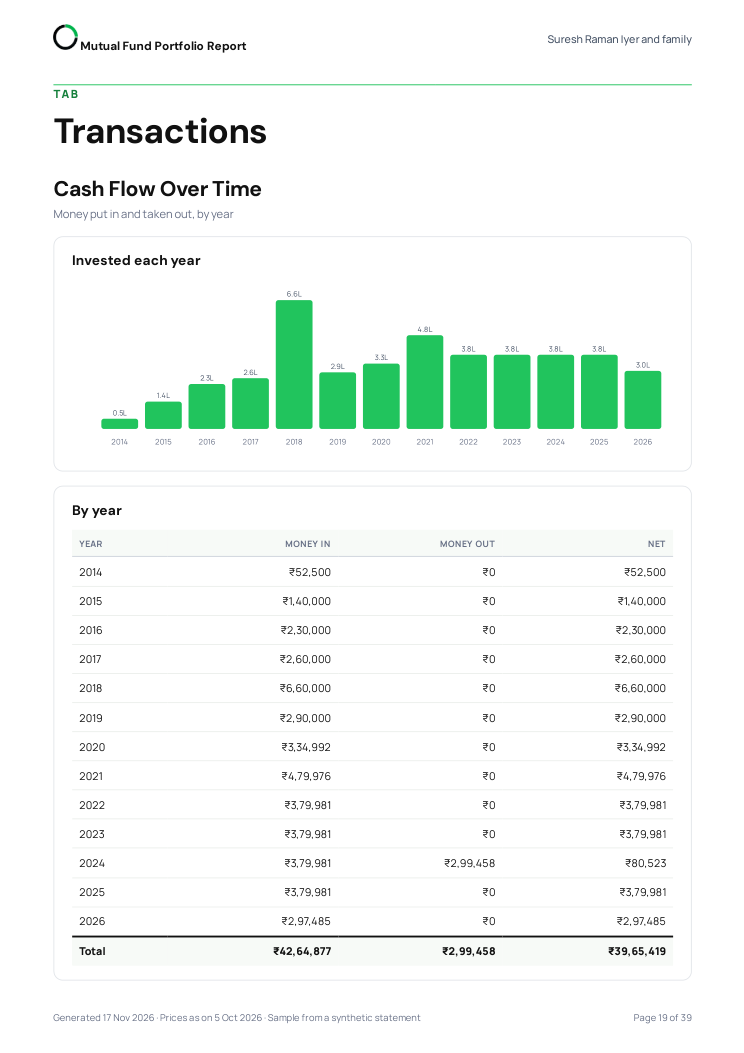 Mutual Fund Portfolio Report
Suresh Raman Iyer and family
TAB
Transactions
Cash Flow Over Time
Money put in and taken out, by year
Invested each year
0.5L 1.4L 2.3L 2.6L 6.6L 2.9L 3.3L 4.8L 3.8L 3.8L 3.8L 3.8L 3.0L
2014 2015 2016 2017 2018 2019 2020 2021 2022 2023 2024 2025 2026
By year
YEAR MONEY IN MONEY OUT NET
2014 ₹52,500 ₹0 ₹52,500
2015 ₹1,40,000 ₹0 ₹1,40,000
2016 ₹2,30,000 ₹0 ₹2,30,000
2017 ₹2,60,000 ₹0 ₹2,60,000
2018 ₹6,60,000 ₹0 ₹6,60,000
2019 ₹2,90,000 ₹0 ₹2,90,000
2020 ₹3,34,992 ₹0 ₹3,34,992
2021 ₹4,79,976 ₹0 ₹4,79,976
2022 ₹3,79,981 ₹0 ₹3,79,981
2023 ₹3,79,981 ₹0 ₹3,79,981
2024 ₹3,79,981 ₹2,99,458 ₹80,523
2025 ₹3,79,981 ₹0 ₹3,79,981
2026 ₹2,97,485 ₹0 ₹2,97,485
Total ₹42,64,877 ₹2,99,458 ₹39,65,419
Generated 17 Nov 2026 · Prices as on 5 Oct 2026 · Sample from a synthetic statement
Page 19 of 39